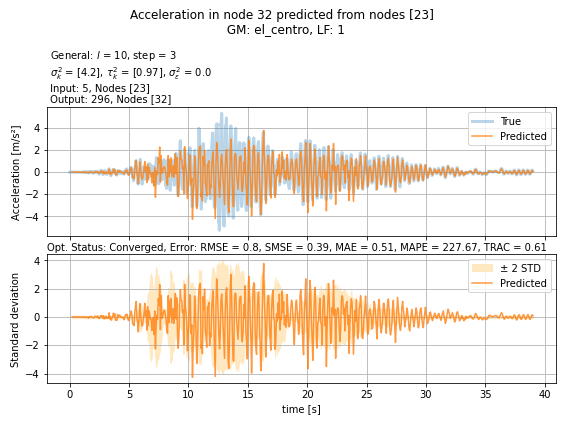 Acceleration in node 32 predicted from nodes [23]
GM: el_centro, LF: 1
General: l = 10, step = 3
σ²ₖ = [4.2], τ²ₖ = [0.97], σ²ε = 0.0
Input: 5, Nodes [23]
Output: 296, Nodes [32]
Acceleration [m/s²]
4
2
0
−2
−4
True
Predicted
Opt. Status: Converged, Error: RMSE = 0.8, SMSE = 0.39, MAE = 0.51, MAPE = 227.67, TRAC = 0.61
Standard deviation
4
2
0
−2
−4
± 2 STD
Predicted
0 5 10 15 20 25 30 35 40
time [s]